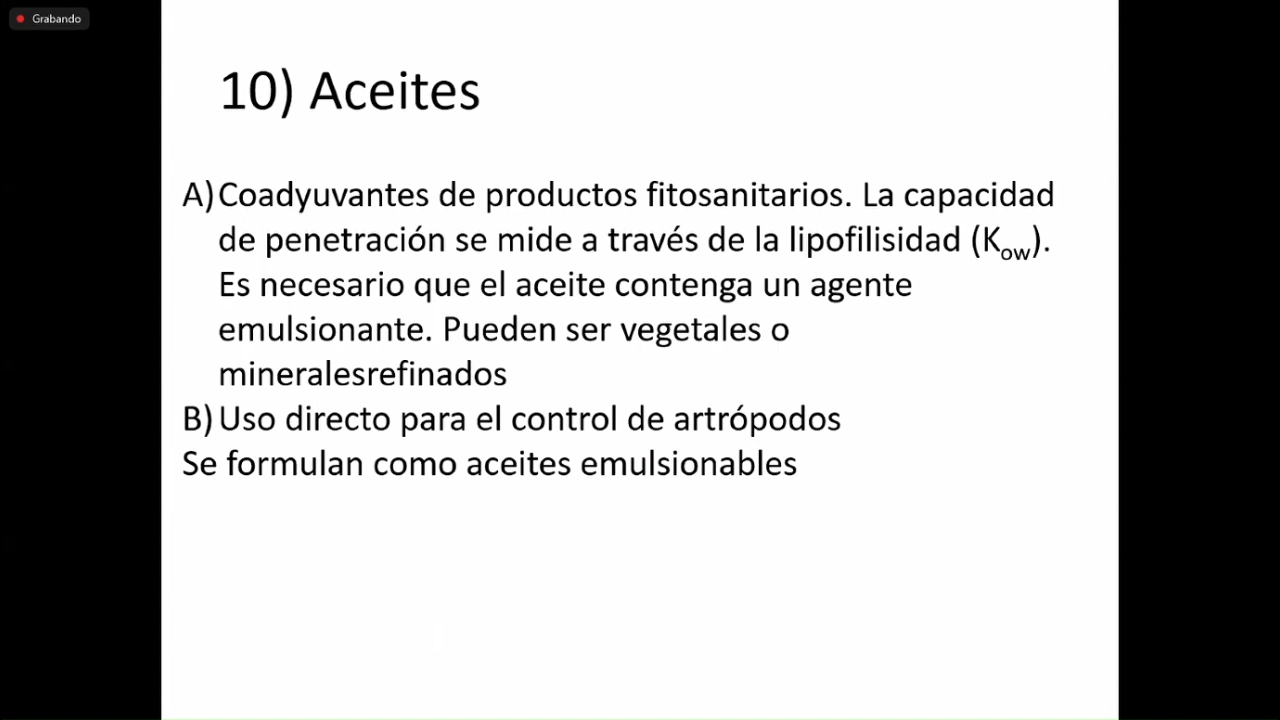 Grabando
10) Aceites
A) Coadyuvantes de productos fitosanitarios. La capacidad
de penetración se mide a través de la lipofilisidad (Kow).
Es necesario que el aceite contenga un agente
emulsionante. Pueden ser vegetales o
mineralesrefinados
B) Uso directo para el control de artrópodos
Se formulan como aceites emulsionables